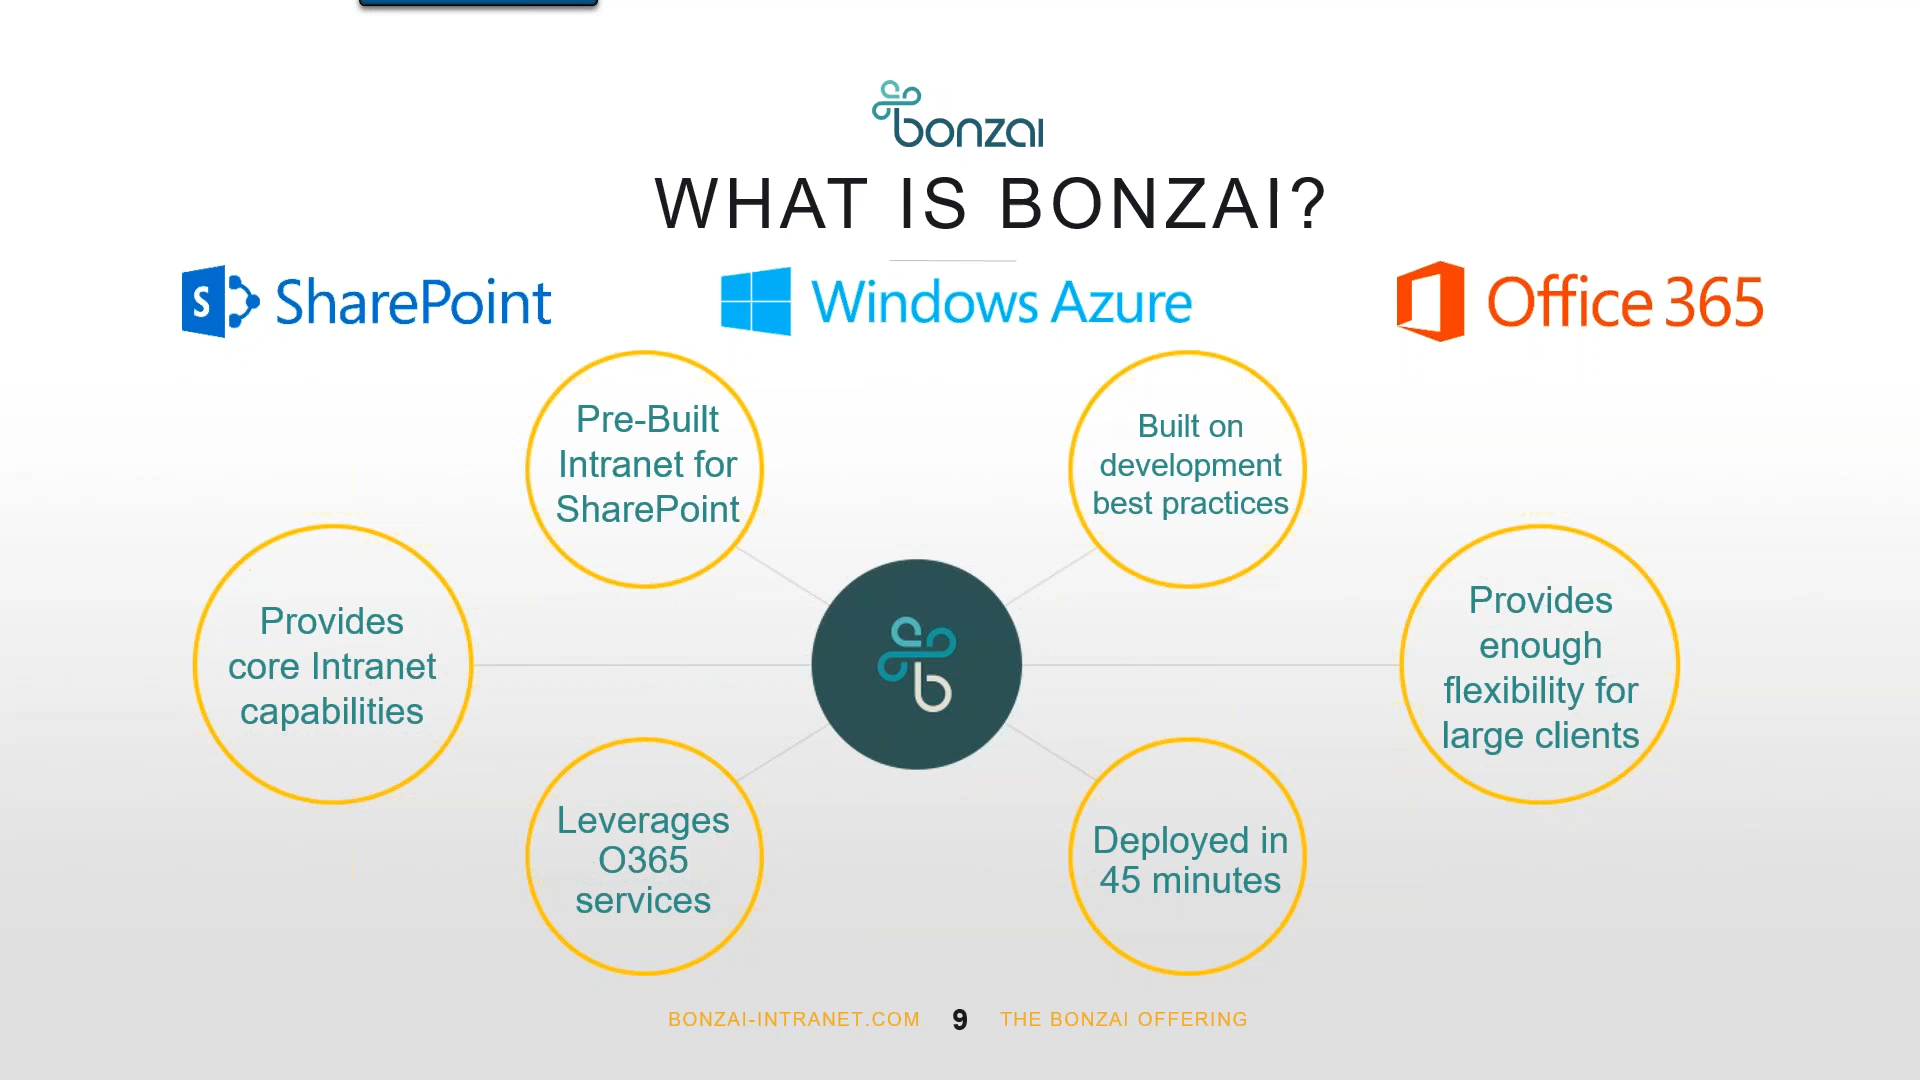 bonzai
WHAT IS BONZAI?
SharePoint
Windows Azure
Office 365
Pre-Built
Intranet for
SharePoint
Built on
development
best practices
Provides
core Intranet
capabilities
Provides
enough
flexibility for
large clients
Leverages
O365
services
Deployed in
45 minutes
BONZAI-INTRANET.COM 9 THE BONZAI OFFERING